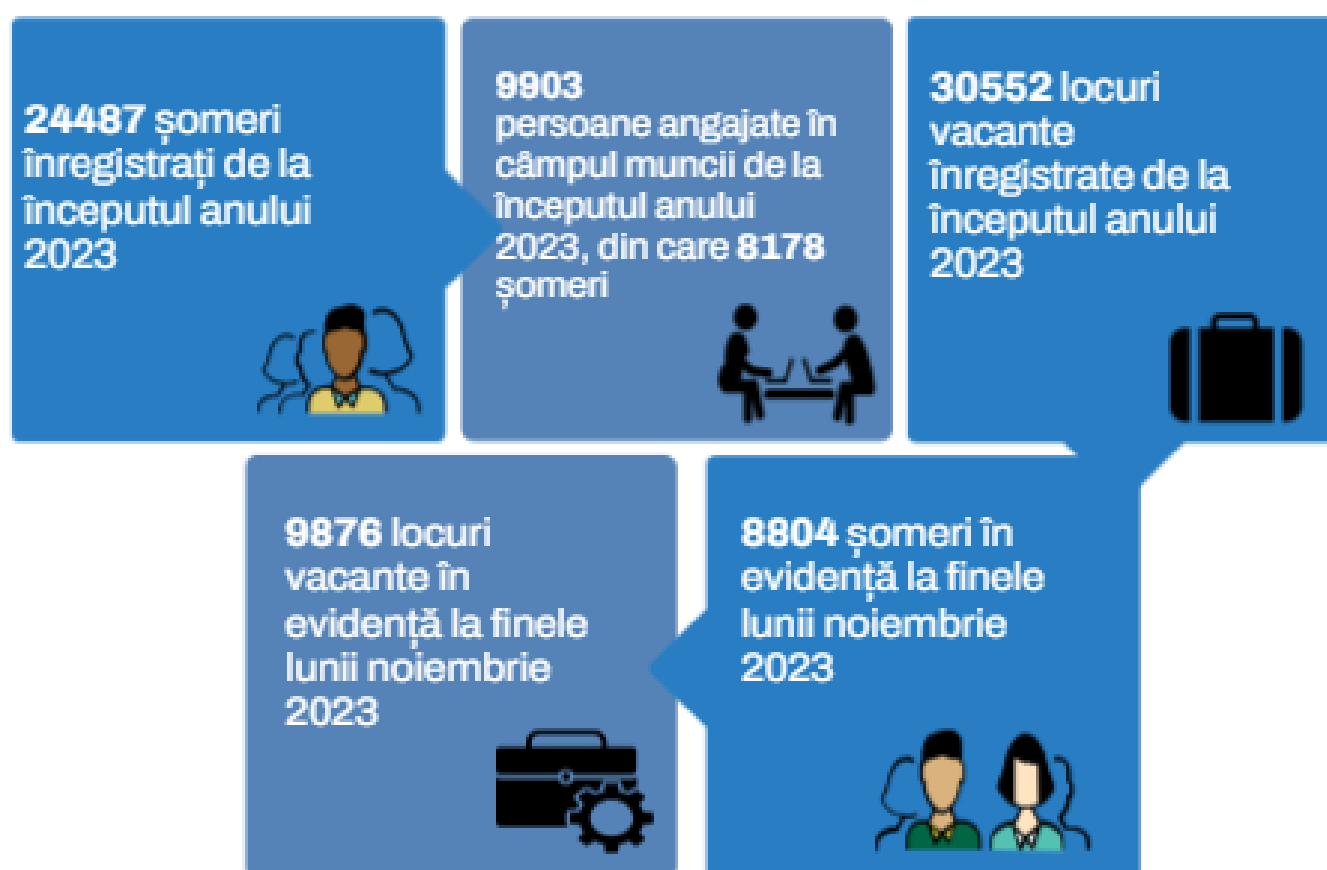 24487 șomeri
înregistrați de la
începutul anului
2023
9903
persoane angajate în
câmpul muncii de la
începutul anului
2023, din care 8178
șomeri
30552 locuri
vacante
înregistrate de la
începutul anului
2023
9876 locuri
vacante în
evidență la finele
lunii noiembrie
2023
8804 șomeri în
evidență la finele
lunii noiembrie
2023